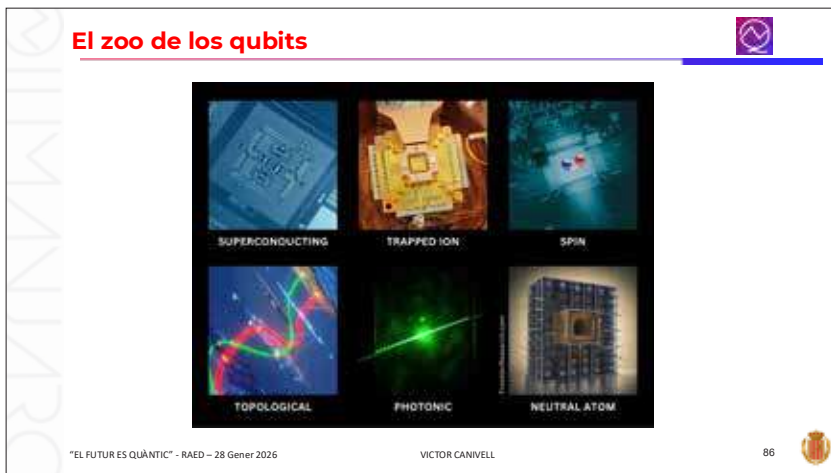 El zoo de los qubits
SUPERCONDUCTING
TRAPPED ION
SPIN
TOPOLOGICAL
PHOTONIC
NEUTRAL ATOM
"EL FUTUR ES QUÀNTIC" - RAED – 28 Gener 2026
VICTOR CANIVELL
86